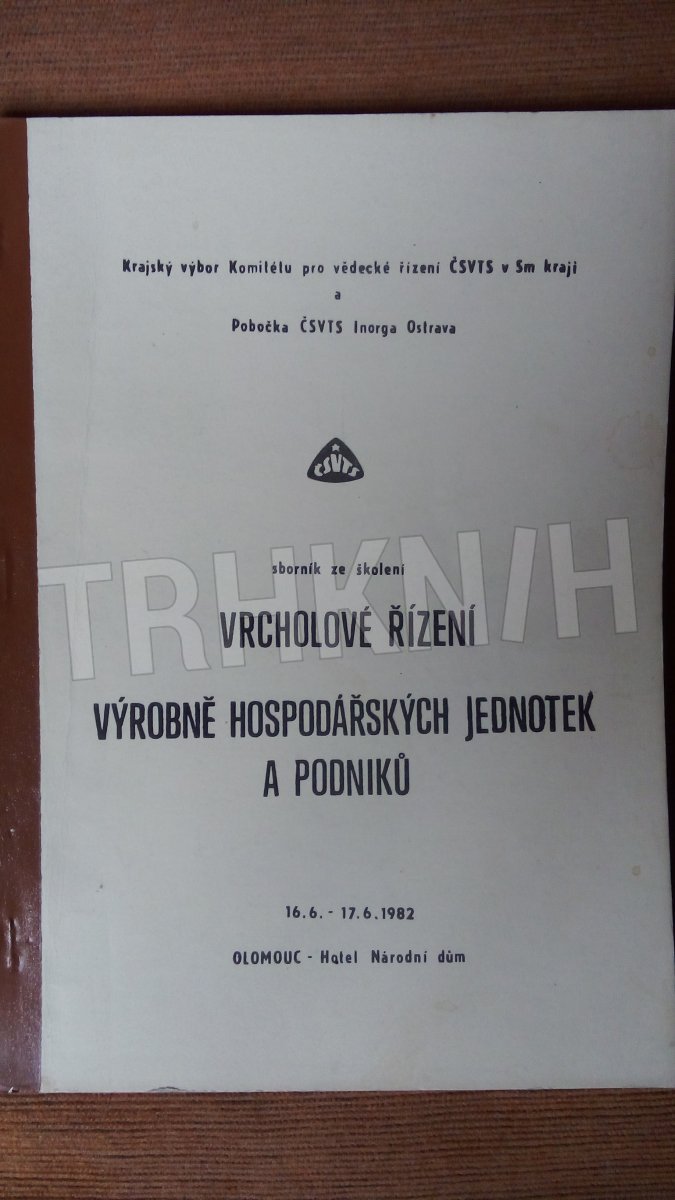 Krajský výbor Komitétu pro vědecké řízení ČSVTS v Sm kraji
a
Pobočka ČSVTS Inorga Ostrava
ČSVTS
sborník ze školení
TRHKNIH
VRCHOLOVÉ ŘÍZENÍ
VÝROBNĚ HOSPODÁŘSKÝCH JEDNOTEK
A PODNIKŮ
16.6. - 17.6.1982
OLOMOUC - Hotel Národní dům